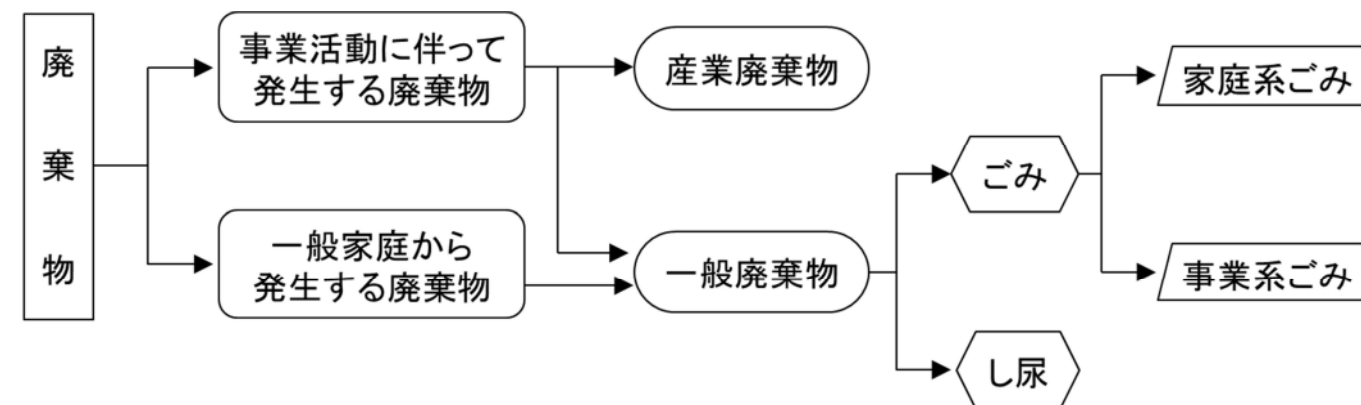 廃棄物
事業活動に伴って
発生する廃棄物
一般家庭から
発生する廃棄物
産業廃棄物
一般廃棄物
ごみ
し尿
家庭系ごみ
事業系ごみ